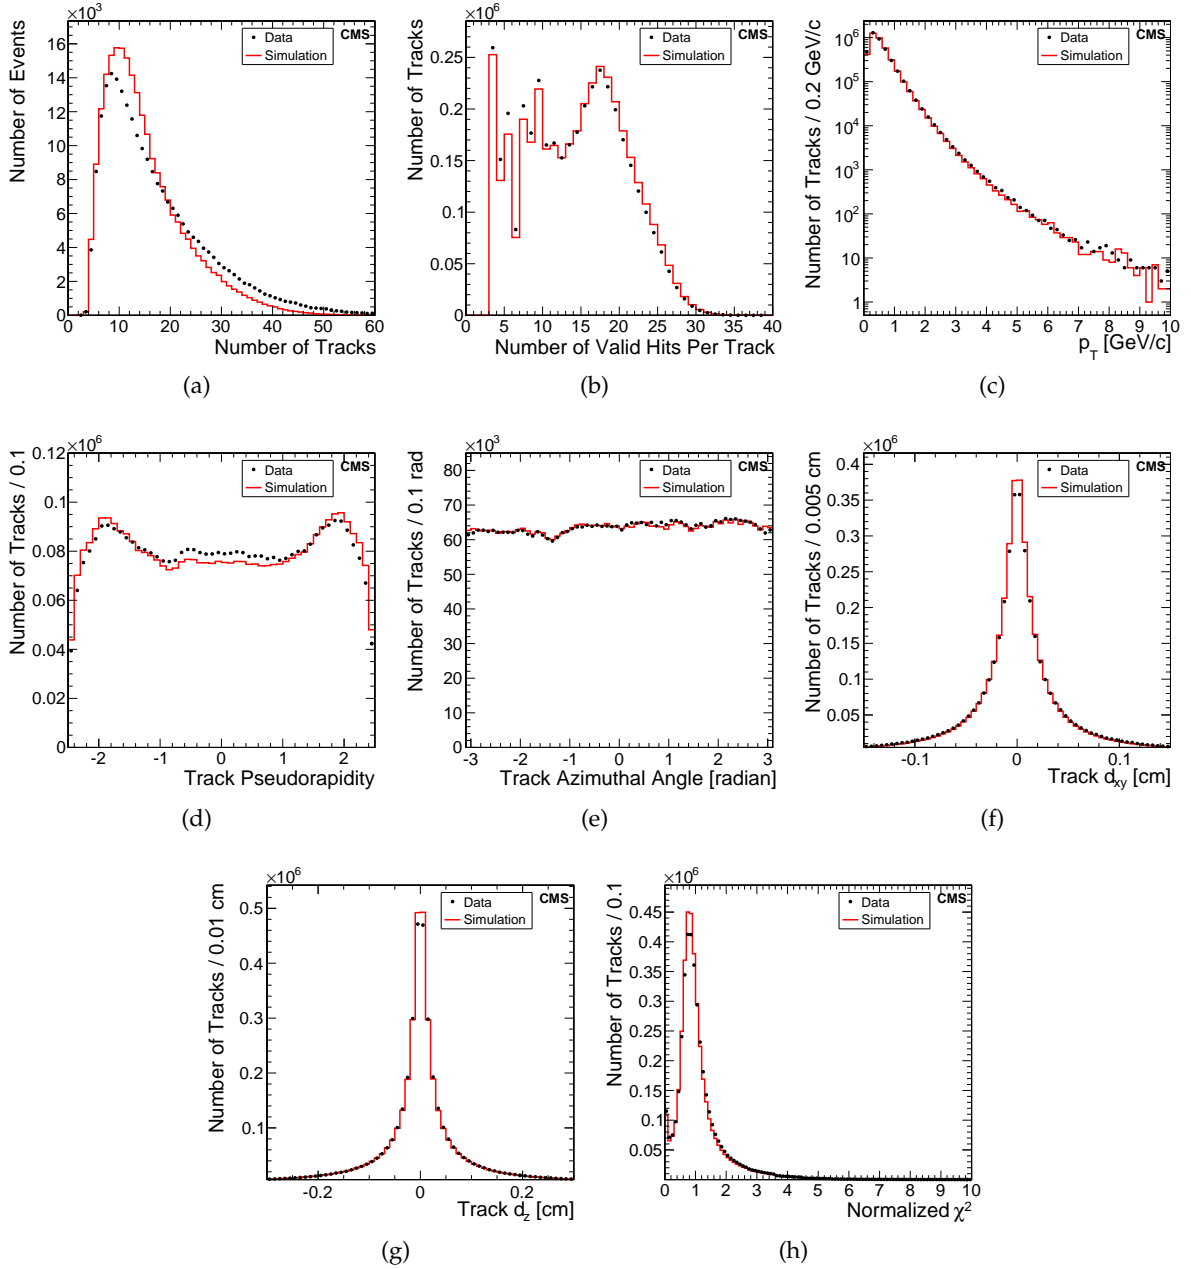 ×10³
Number of Events
16
14
12
10
8
6
4
2
0
0 10 20 30 40 50 60
Number of Tracks
Data
Simulation
CMS
(a)
×10⁶
Number of Tracks
0.25
0.2
0.15
0.1
0.05
0
0 5 10 15 20 25 30 35 40
Number of Valid Hits Per Track
Data
Simulation
CMS
(b)
Number of Tracks / 0.2 GeV/c
10⁶
10⁵
10⁴
10³
10²
10
1
0 1 2 3 4 5 6 7 8 9 10
p_T [GeV/c]
Data
Simulation
CMS
(c)
×10⁶
Number of Tracks / 0.1
0.12
0.1
0.08
0.06
0.04
0.02
0
-2 -1 0 1 2
Track Pseudorapidity
Data
Simulation
CMS
(d)
×10³
Number of Tracks / 0.1 rad
80
70
60
50
40
30
20
10
0
-3 -2 -1 0 1 2 3
Track Azimuthal Angle [radian]
Data
Simulation
CMS
(e)
×10⁶
Number of Tracks / 0.005 cm
0.4
0.35
0.3
0.25
0.2
0.15
0.1
0.05
-0.1 0 0.1
Track d_xy [cm]
Data
Simulation
CMS
(f)
×10⁶
Number of Tracks / 0.01 cm
0.5
0.4
0.3
0.2
0.1
-0.2 0 0.2
Track d_z [cm]
Data
Simulation
CMS
(g)
×10⁶
Number of Tracks / 0.1
0.45
0.4
0.35
0.3
0.25
0.2
0.15
0.1
0.05
0 1 2 3 4 5 6 7 8 9 10
Normalized χ²
Data
Simulation
CMS
(h)